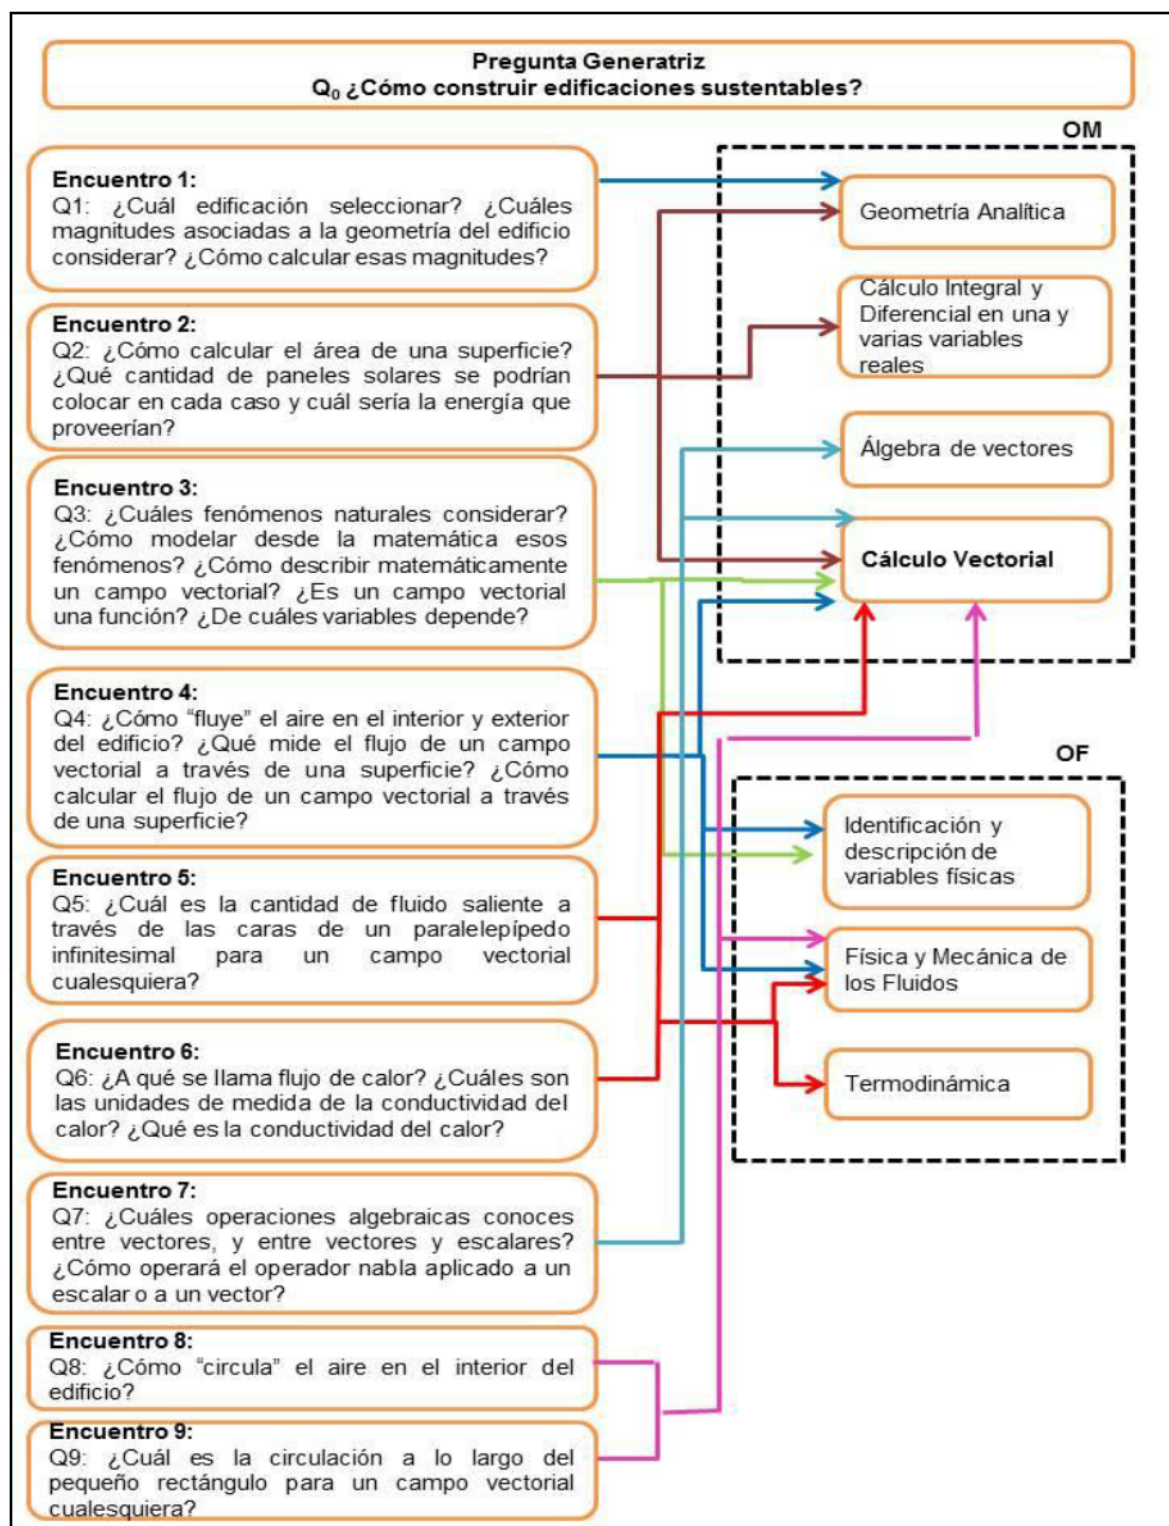 Pregunta Generatriz
Q₀ ¿Cómo construir edificaciones sustentables?
Encuentro 1:
Q1: ¿Cuál edificación seleccionar? ¿Cuáles
magnitudes asociadas a la geometría del edificio
considerar? ¿Cómo calcular esas magnitudes?
Encuentro 2:
Q2: ¿Cómo calcular el área de una superficie?
¿Qué cantidad de paneles solares se podrían
colocar en cada caso y cuál sería la energía que
proveerían?
Encuentro 3:
Q3: ¿Cuáles fenómenos naturales considerar?
¿Cómo modelar desde la matemática esos
fenómenos? ¿Cómo describir matemáticamente
un campo vectorial? ¿Es un campo vectorial
una función? ¿De cuáles variables depende?
Encuentro 4:
Q4: ¿Cómo “fluye” el aire en el interior y exterior
del edificio? ¿Qué mide el flujo de un campo
vectorial a través de una superficie? ¿Cómo
calcular el flujo de un campo vectorial a través
de una superficie?
Encuentro 5:
Q5: ¿Cuál es la cantidad de fluido saliente a
través de las caras de un paralelepípedo
infinitesimal para un campo vectorial
cualesquiera?
Encuentro 6:
Q6: ¿A qué se llama flujo de calor? ¿Cuáles son
las unidades de medida de la conductividad del
calor? ¿Qué es la conductividad del calor?
Encuentro 7:
Q7: ¿Cuáles operaciones algebraicas conoces
entre vectores, y entre vectores y escalares?
¿Cómo operará el operador nabla aplicado a un
escalar o a un vector?
Encuentro 8:
Q8: ¿Cómo “circula” el aire en el interior del
edificio?
Encuentro 9:
Q9: ¿Cuál es la circulación a lo largo del
pequeño rectángulo para un campo vectorial
cualesquiera?
OM
Geometría Analítica
Cálculo Integral y
Diferencial en una y
varias variables
reales
Álgebra de vectores
Cálculo Vectorial
OF
Identificación y
descripción de
variables físicas
Física y Mecánica de
los Fluidos
Termodinámica